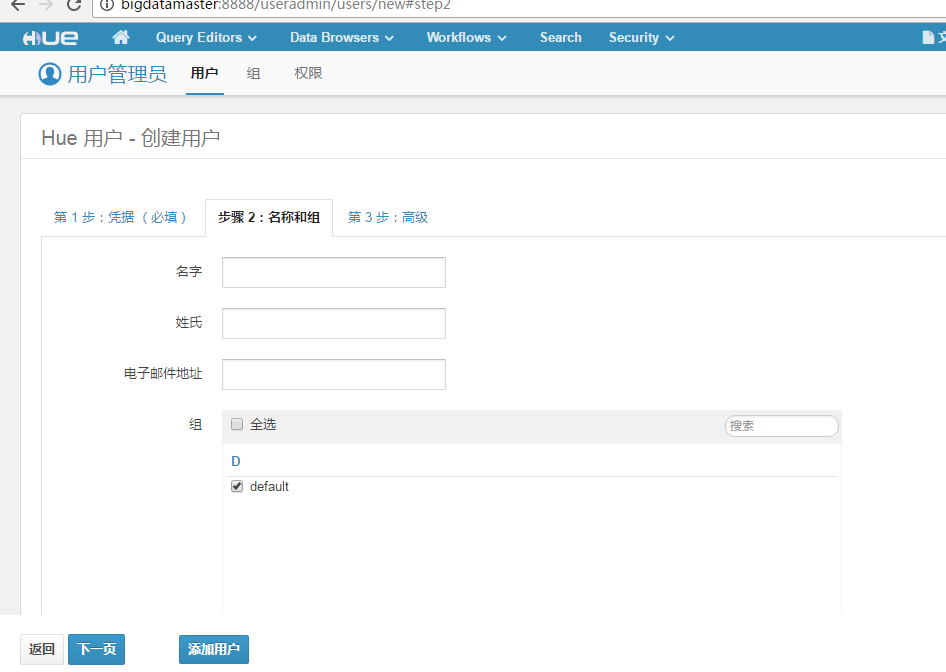 bigdatamaster:8888/useradmin/users/new#step2
HUE Query Editors Data Browsers Workflows Search Security
用户管理员 用户 组 权限
Hue 用户 - 创建用户
第 1 步：凭据 （必填） 步骤 2：名称和组 第 3 步：高级
名字
姓氏
电子邮件地址
组 全选 搜索
D
default
返回 下一页 添加用户